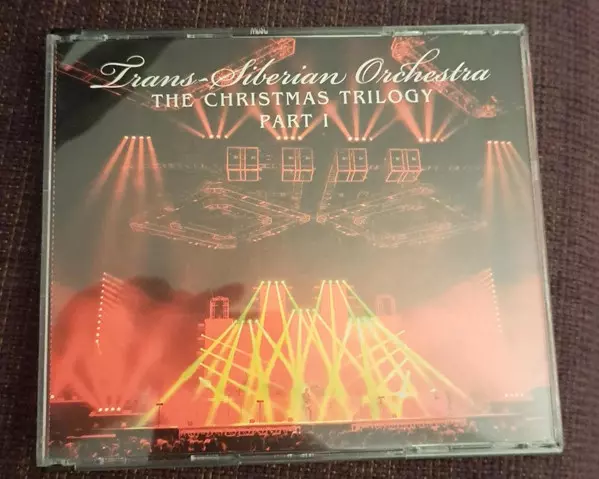 Trans-Siberian Orchestra
THE CHRISTMAS TRILOGY
PART I